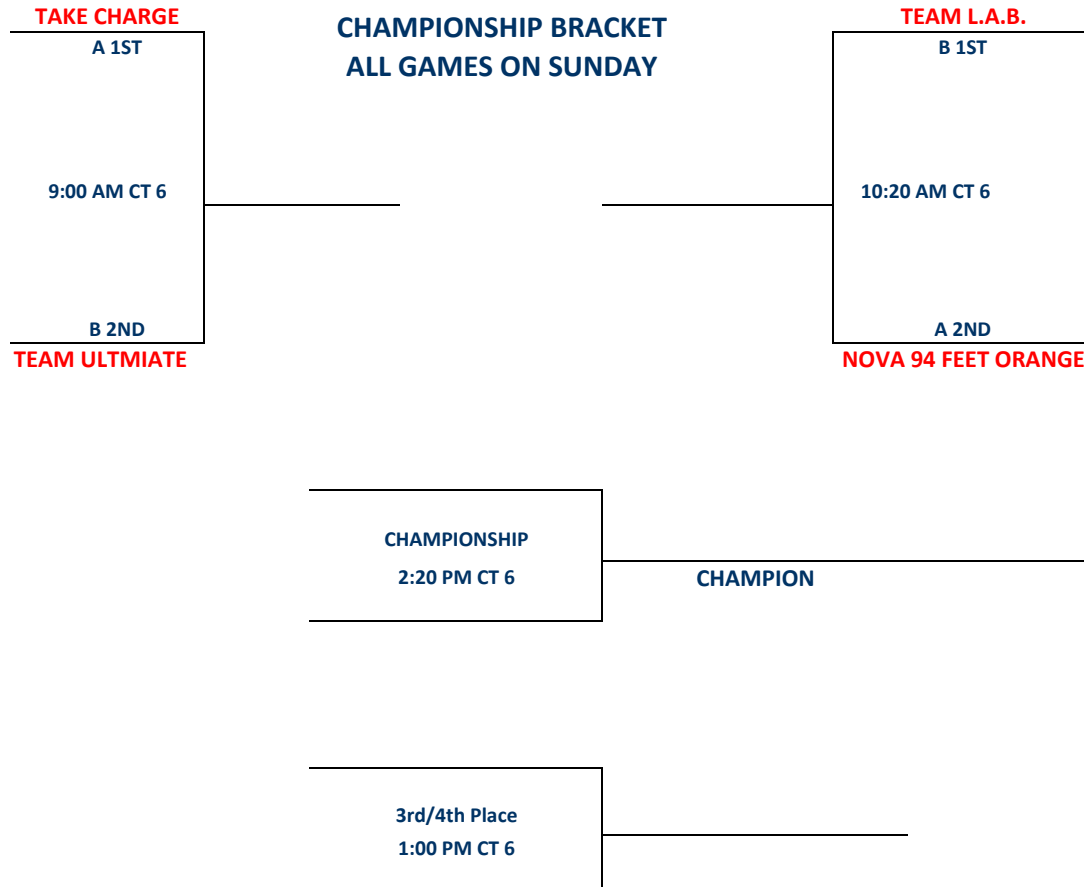 TAKE CHARGE
A 1ST
CHAMPIONSHIP BRACKET
ALL GAMES ON SUNDAY
TEAM L.A.B.
B 1ST
9:00 AM CT 6
10:20 AM CT 6
B 2ND
TEAM ULTMIATE
A 2ND
NOVA 94 FEET ORANGE
CHAMPIONSHIP
2:20 PM CT 6
CHAMPION
3rd/4th Place
1:00 PM CT 6